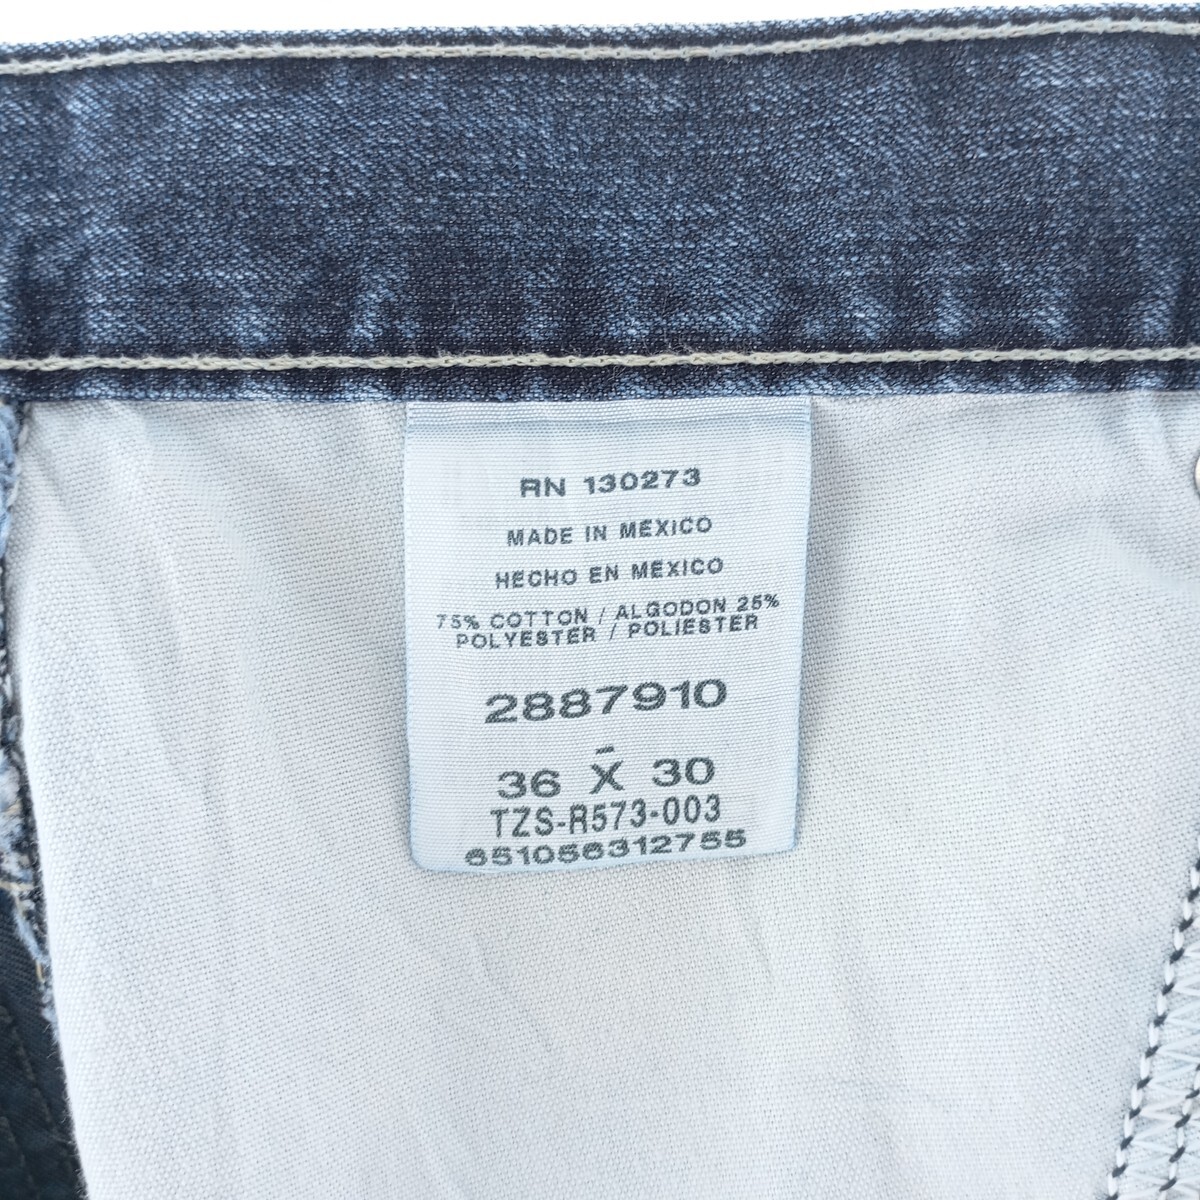 RN 130273
MADE IN MEXICO
HECHO EN MEXICO
75% COTTON / ALGODON 25%
POLYESTER / POLIESTER
2887910
36 X 30
TZS-R573-003
651056312755